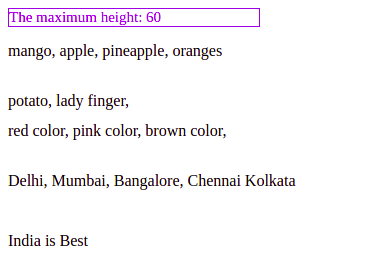 The maximum height: 60
mango, apple, pineapple, oranges
potato, lady finger,
red color, pink color, brown color,
Delhi, Mumbai, Bangalore, Chennai Kolkata
India is Best